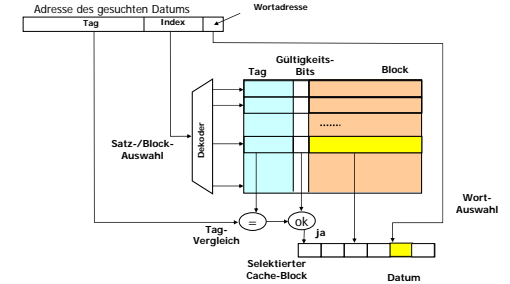 Adresse des gesuchten Datums
Wortadresse
Tag
Index
Gültigkeits-
Tag
Bits
Block
.......
Dekoder
Satz-/Block-
Auswahl
Wort-
Auswahl
=
ok
ja
Tag-
Vergleich
Selektierter
Cache-Block
Datum